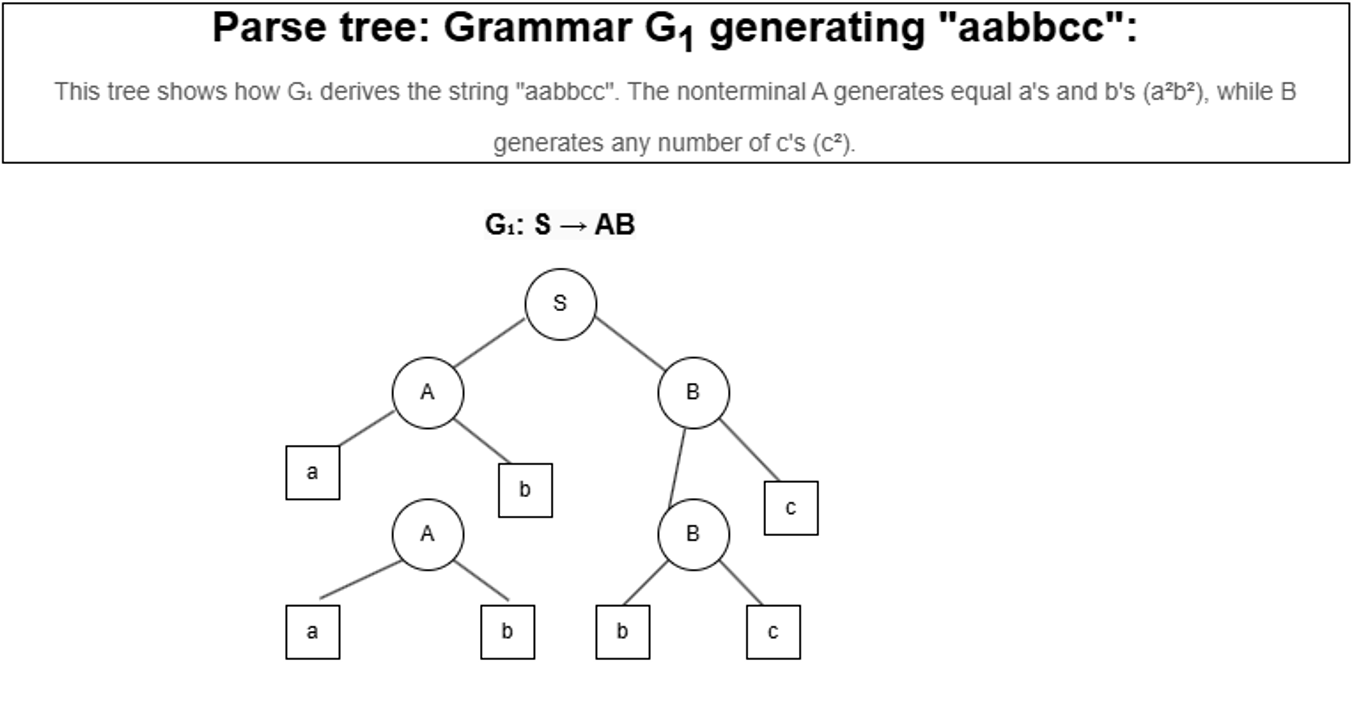 Parse tree: Grammar G₁ generating "aabbcc":
This tree shows how G₁ derives the string "aabbcc". The nonterminal A generates equal a's and b's (a²b²), while B
generates any number of c's (c²).
G₁: S → AB
S
A
B
a
b
c
A
B
a
b
b
c